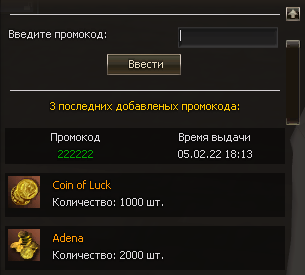 Введите промокод:
Ввести
3 последних добавленых промокода:
Промокод Время выдачи
222222 05.02.22 18:13
Coin of Luck
Количество: 1000 шт.
Adena
Количество: 2000 шт.